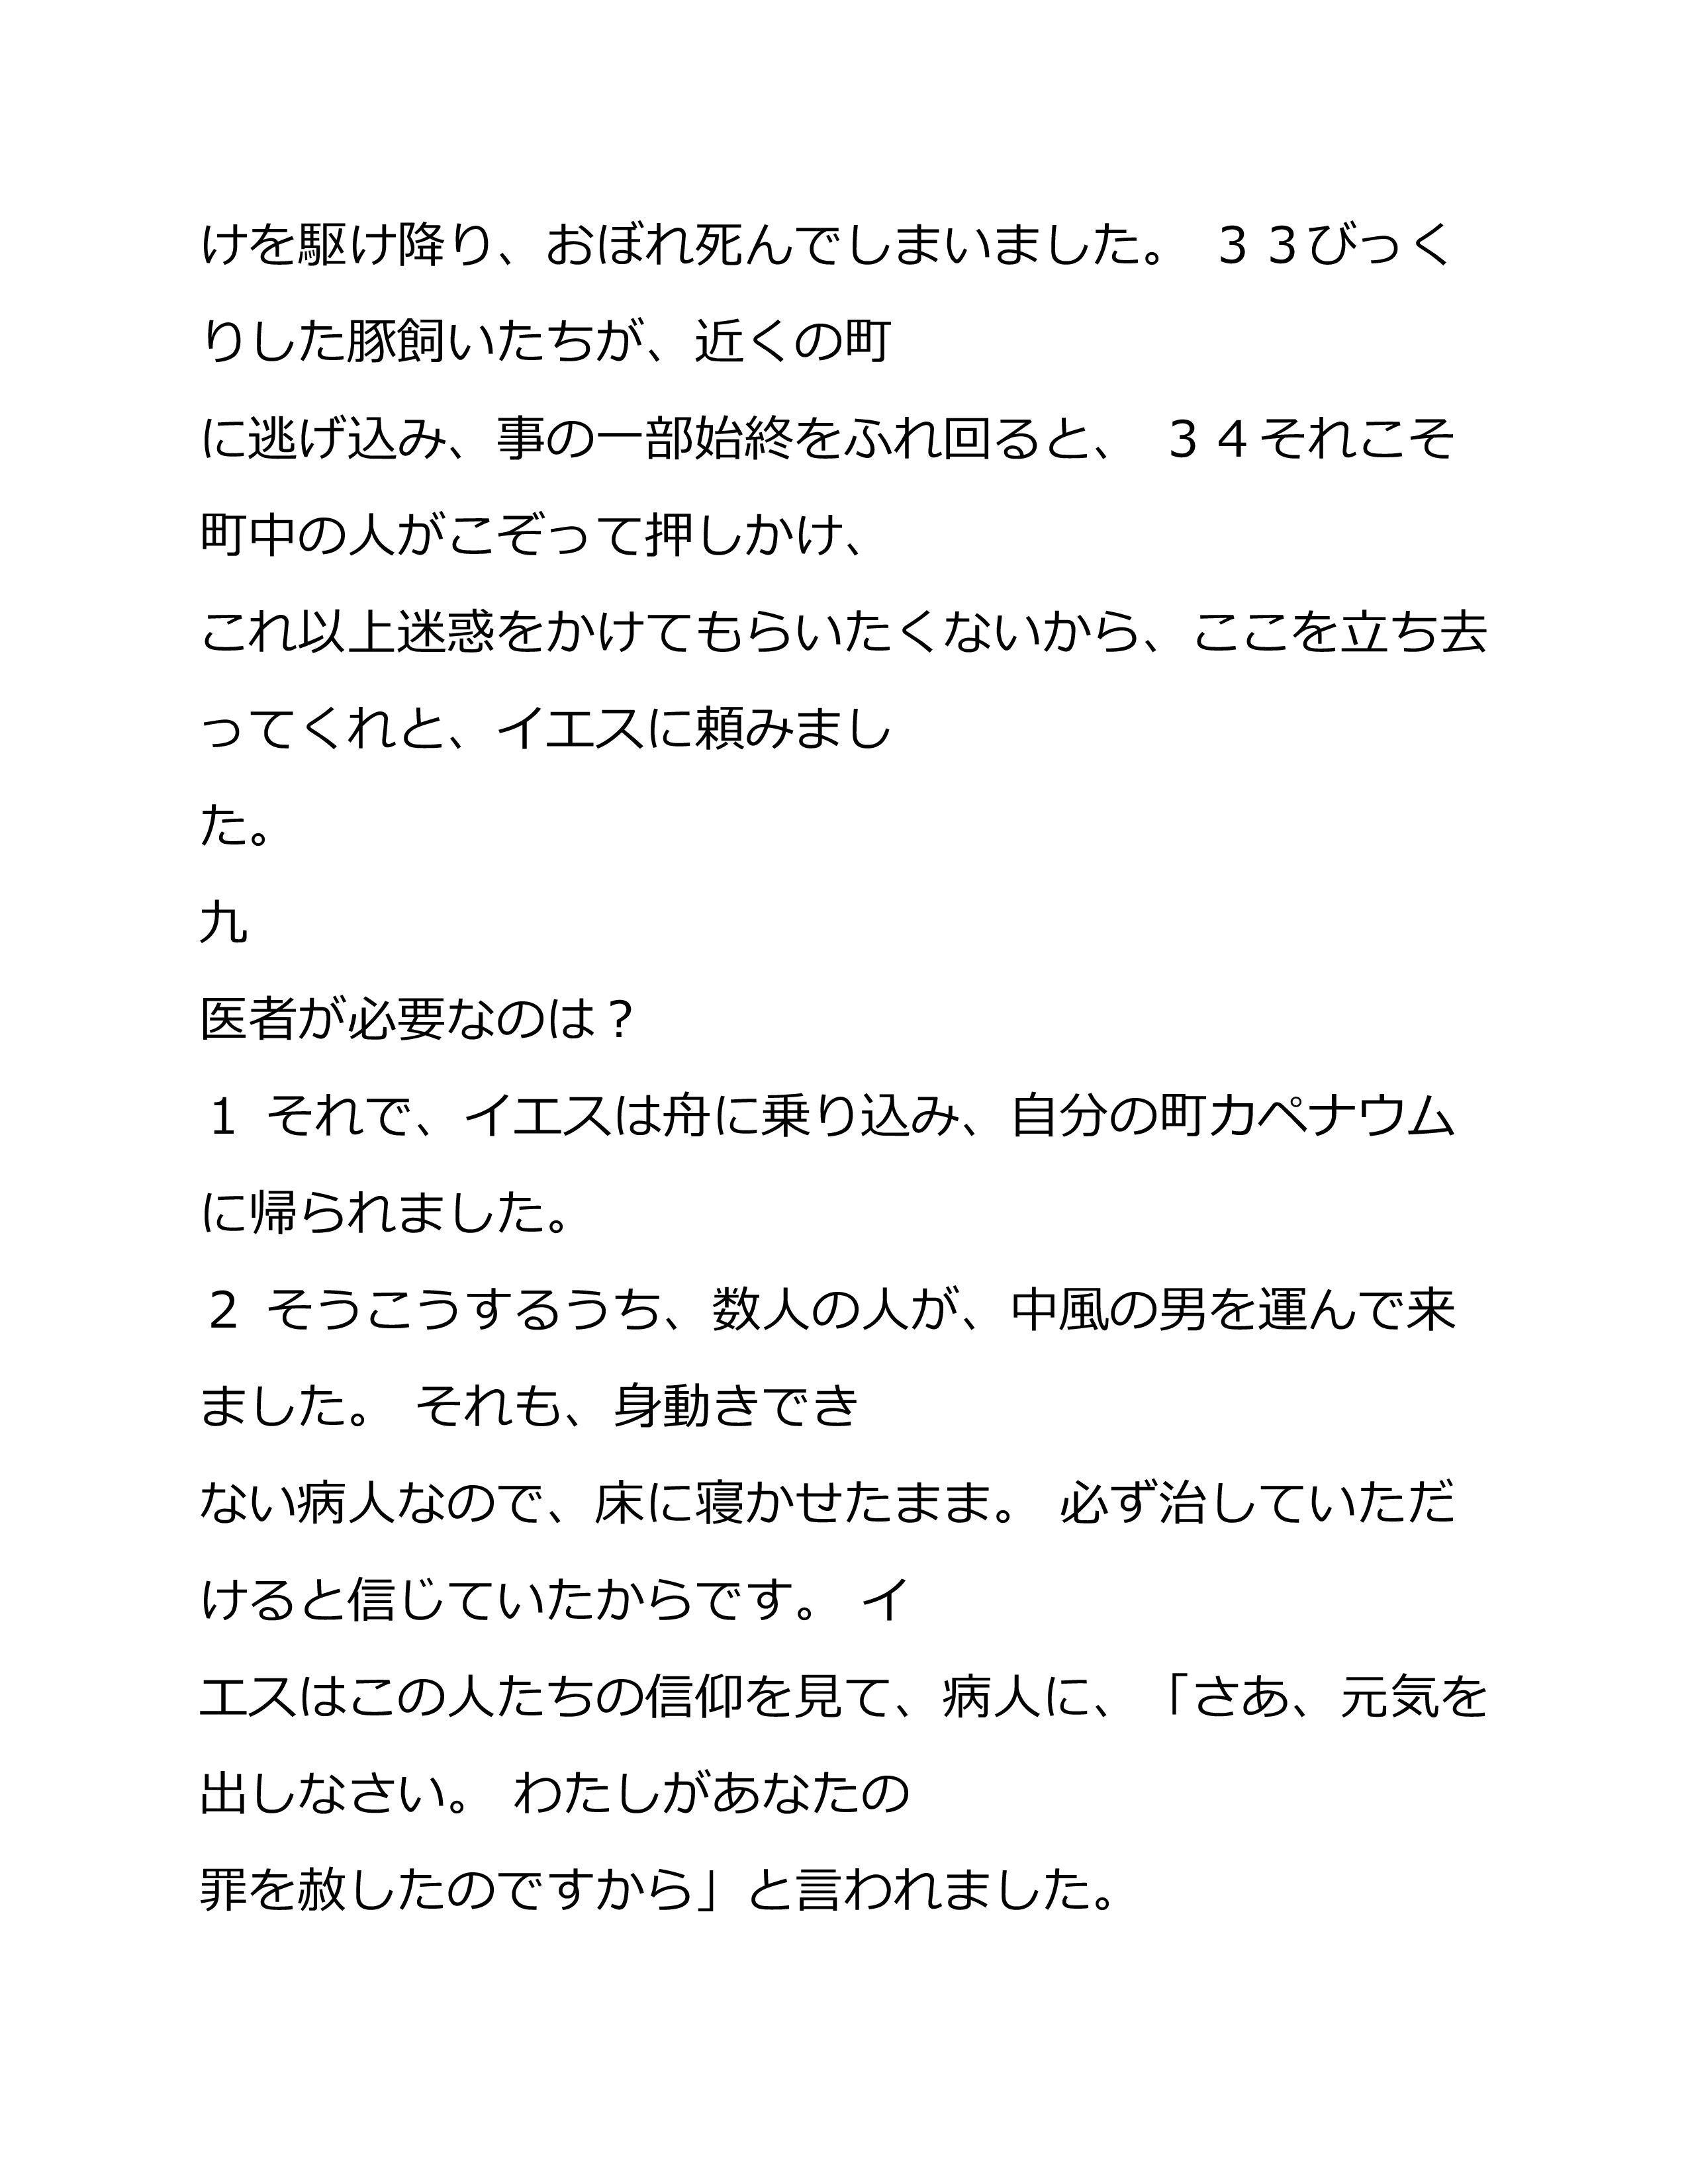 けを駆け降り、おぼれ死んでしまいました。 ３３びっく
りした豚飼いたちが、近くの町
に逃げ込み、事の一部始終をふれ回ると、 ３４それこそ
町中の人がこぞって押しかけ、
これ以上迷惑をかけてもらいたくないから、ここを立ち去
ってくれと、イエスに頼みまし
た。
九
医者が必要なのは？
１ それで、イエスは舟に乗り込み、自分の町カペナウム
に帰られました。
２ そうこうするうち、数人の人が、中風の男を運んで来
ました。 それも、身動きでき
ない病人なので、床に寝かせたまま。 必ず治していただ
けると信じていたからです。 イ
エスはこの人たちの信仰を見て、病人に、「さあ、元気を
出しなさい。 わたしがあなたの
罪を赦したのですから」と言われました。